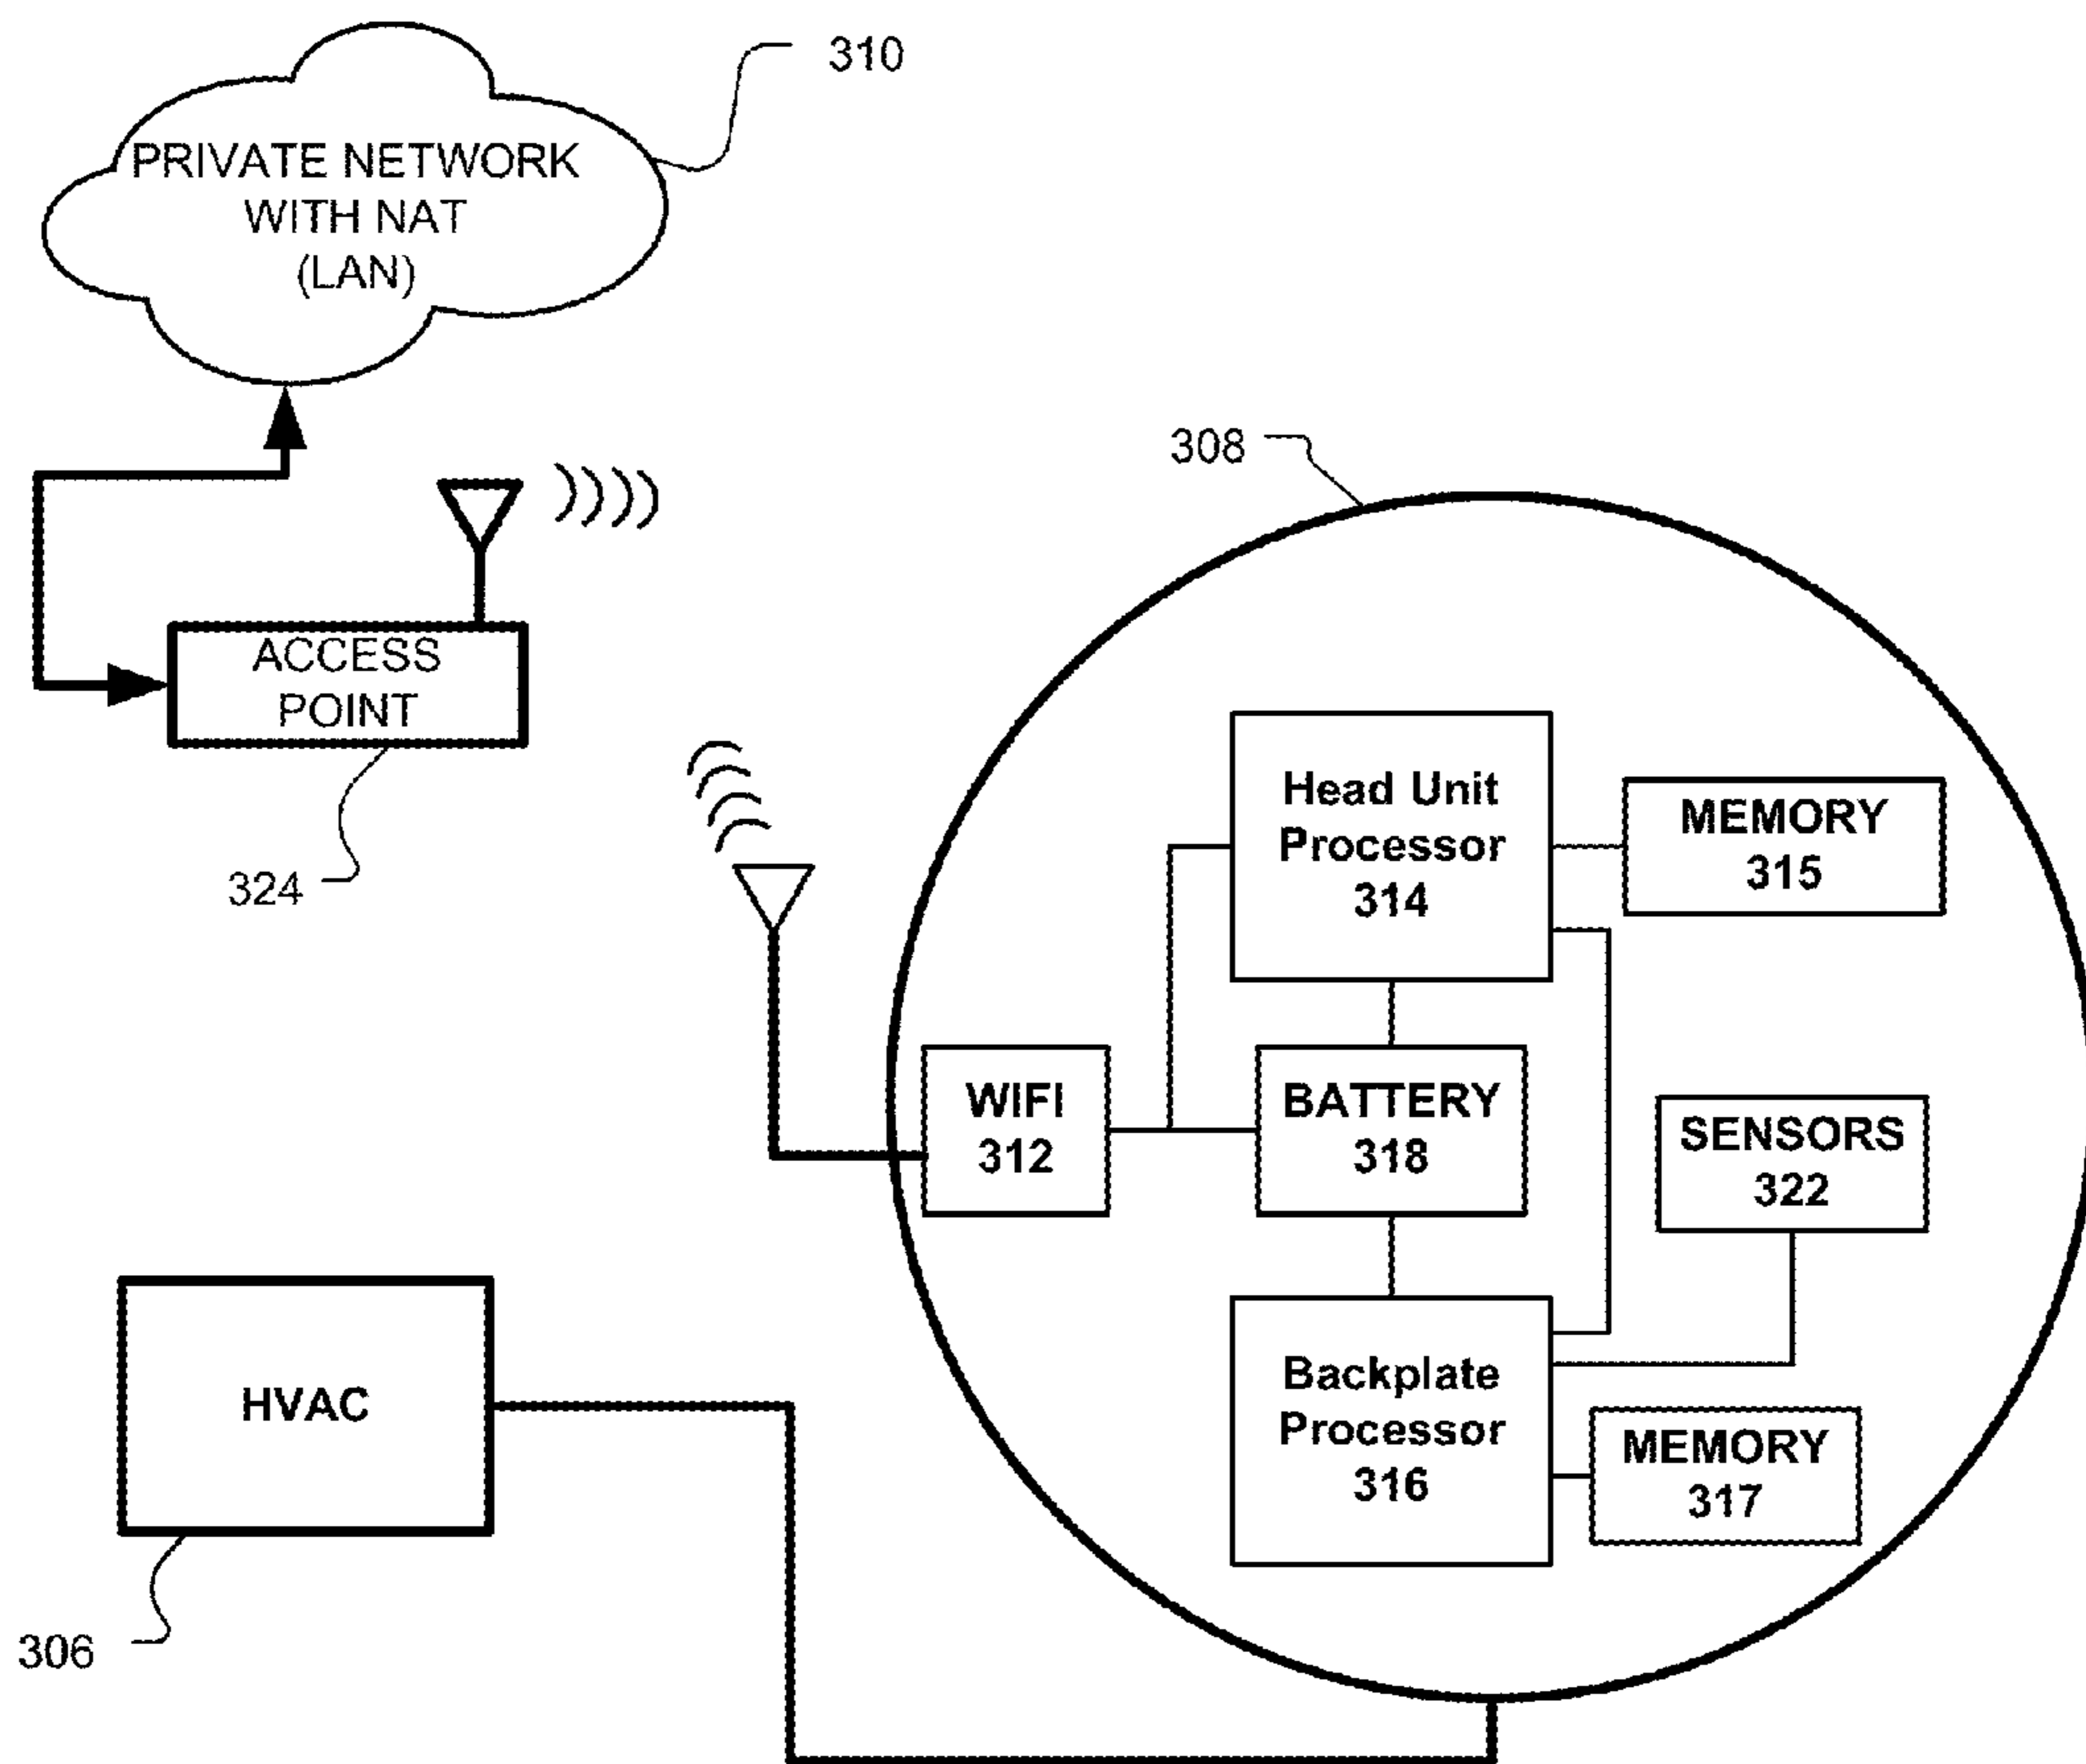 310
PRIVATE NETWORK
WITH NAT
(LAN)
308
ACCESS
POINT
324
Head Unit
Processor
314
MEMORY
315
WIFI
312
BATTERY
318
SENSORS
322
HVAC
306
Backplate
Processor
316
MEMORY
317